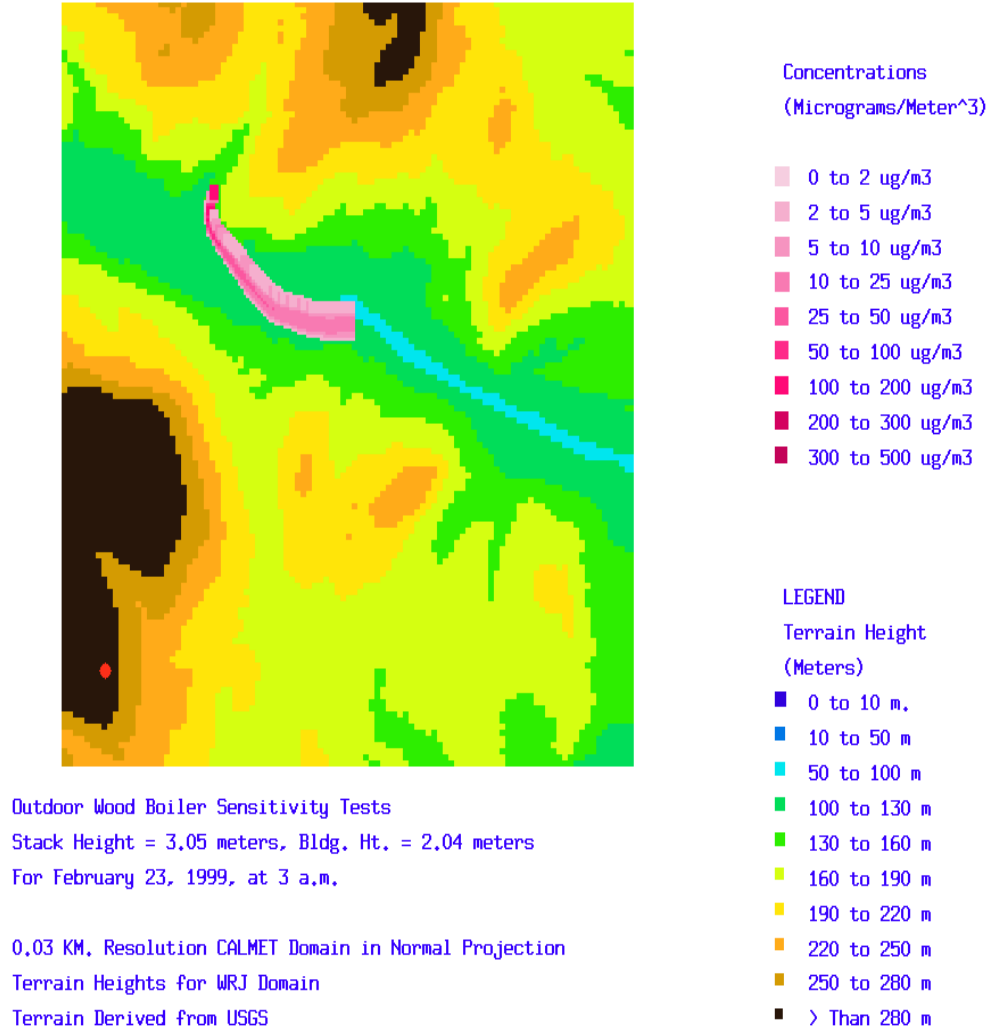 Concentrations
(Micrograms/Meter^3)
0 to 2 ug/m3
2 to 5 ug/m3
5 to 10 ug/m3
10 to 25 ug/m3
25 to 50 ug/m3
50 to 100 ug/m3
100 to 200 ug/m3
200 to 300 ug/m3
300 to 500 ug/m3
LEGEND
Terrain Height
(Meters)
0 to 10 m.
10 to 50 m
50 to 100 m
100 to 130 m
130 to 160 m
160 to 190 m
190 to 220 m
220 to 250 m
250 to 280 m
> Than 280 m
Outdoor Wood Boiler Sensitivity Tests
Stack Height = 3.05 meters, Bldg. Ht. = 2.04 meters
For February 23, 1999, at 3 a.m.
0.03 KM. Resolution CALMET Domain in Normal Projection
Terrain Heights for WRJ Domain
Terrain Derived from USGS